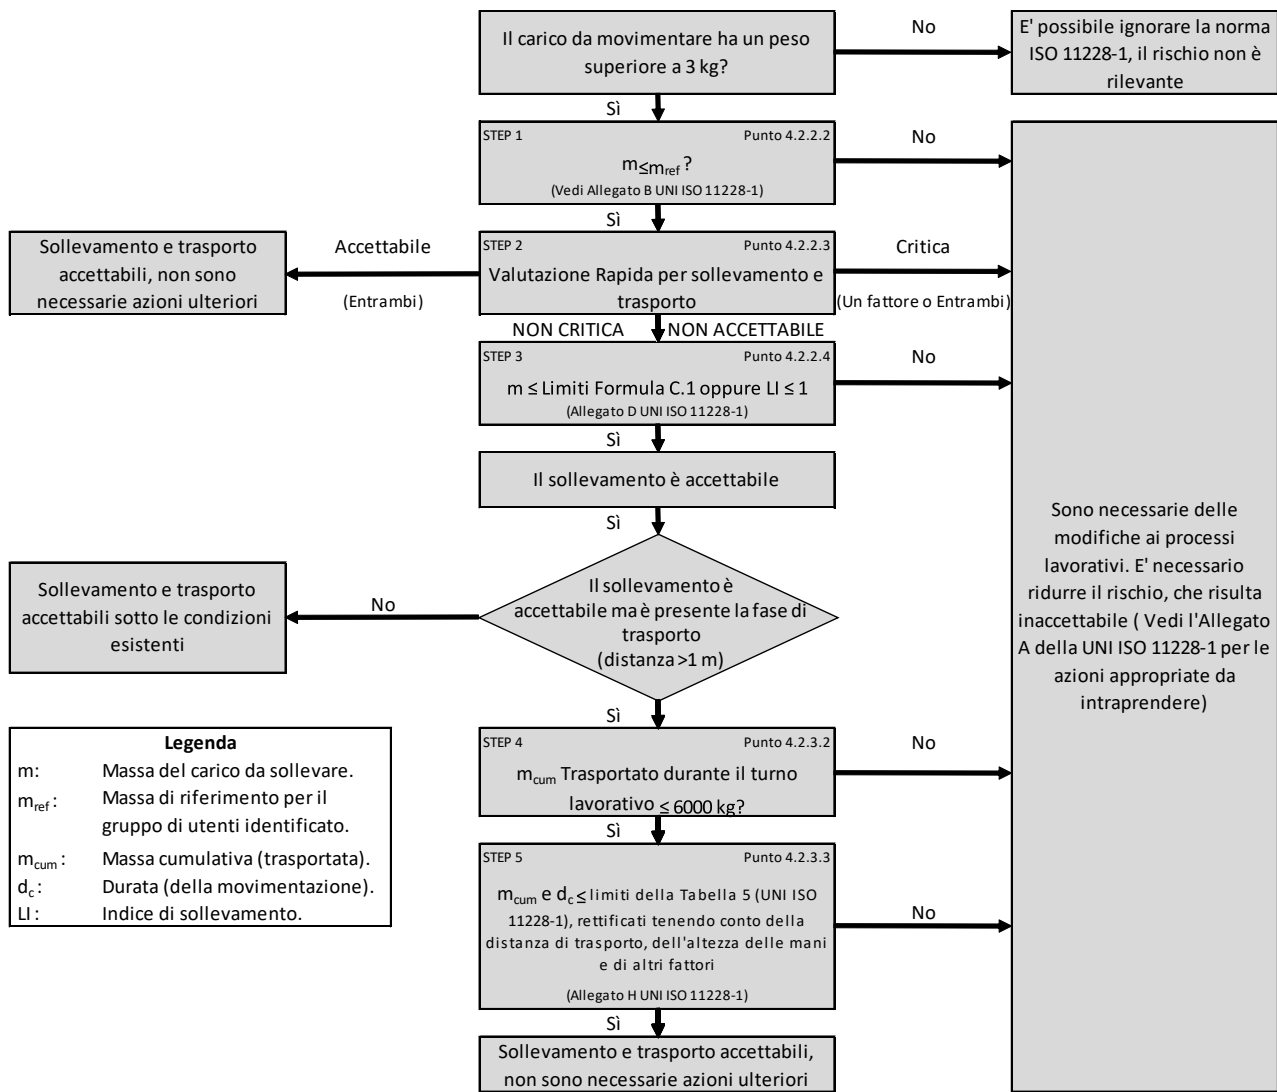 Il carico da movimentare ha un peso
superiore a 3 kg?
No
E' possibile ignorare la norma
ISO 11228-1, il rischio non è
rilevante
Sì
STEP 1
Punto 4.2.2.2
m≤mref ?
(Vedi Allegato B UNI ISO 11228-1)
No
Sì
Sollevamento e trasporto
accettabili, non sono
necessarie azioni ulteriori
Accettabile
(Entrambi)
STEP 2
Punto 4.2.2.3
Valutazione Rapida per sollevamento e
trasporto
Critica
(Un fattore o Entrambi)
NON CRITICA
NON ACCETTABILE
STEP 3
Punto 4.2.2.4
m ≤ Limiti Formula C.1 oppure LI ≤ 1
(Allegato D UNI ISO 11228-1)
No
Sì
Il sollevamento è accettabile
Sì
Il sollevamento è
accettabile ma è presente la fase di
trasporto
(distanza >1 m)
No
Sollevamento e trasporto
accettabili sotto le condizioni
esistenti
Sono necessarie delle
modifiche ai processi
lavorativi. E' necessario
ridurre il rischio, che risulta
inaccettabile ( Vedi l'Allegato
A della UNI ISO 11228-1 per le
azioni appropriate da
intraprendere)
Sì
STEP 4
Punto 4.2.3.2
mcum Trasportato durante il turno
lavorativo ≤ 6000 kg?
No
Sì
STEP 5
Punto 4.2.3.3
mcum e dc ≤ limiti della Tabella 5 (UNI ISO
11228-1), rettificati tenendo conto della
distanza di trasporto, dell'altezza delle mani
e di altri fattori
(Allegato H UNI ISO 11228-1)
No
Sì
Sollevamento e trasporto accettabili,
non sono necessarie azioni ulteriori
Legenda
m: Massa del carico da sollevare.
mref : Massa di riferimento per il
gruppo di utenti identificato.
mcum : Massa cumulativa (trasportata).
dc : Durata (della movimentazione).
LI : Indice di sollevamento.